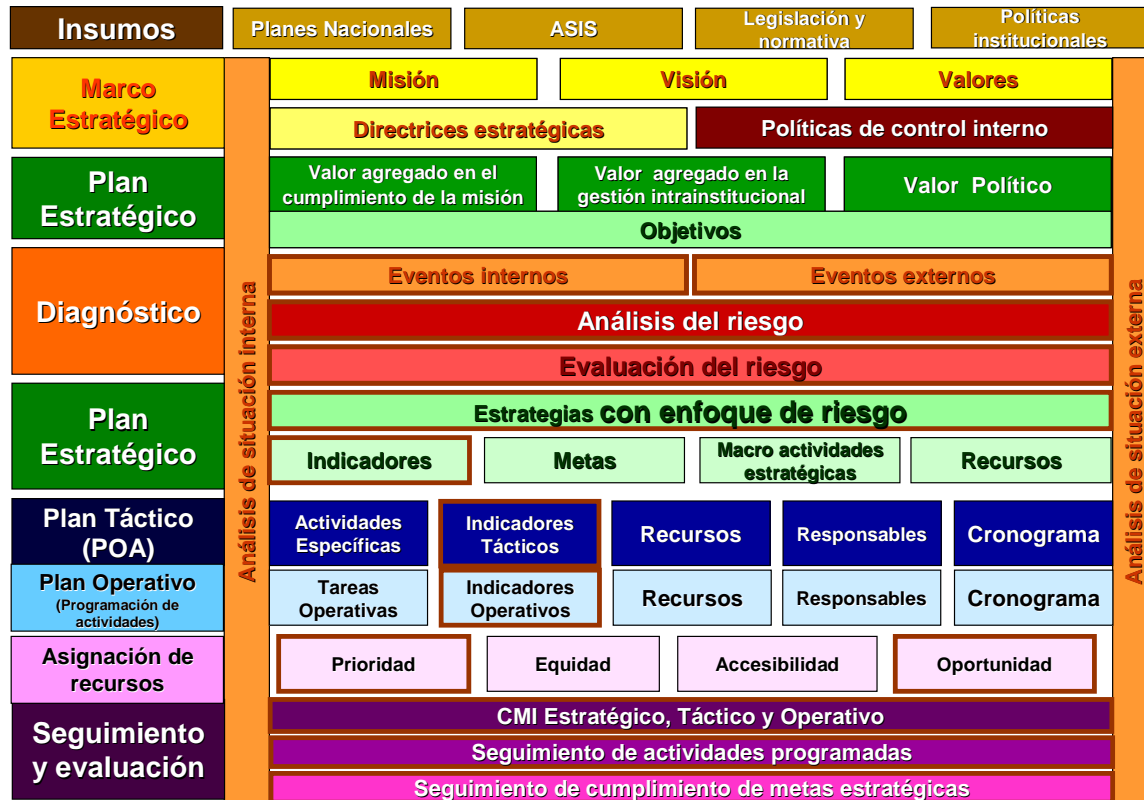 Insumos
Planes Nacionales
ASIS
Legislación y
normativa
Políticas
institucionales
Marco
Estratégico
Misión
Visión
Valores
Directrices estratégicas
Políticas de control interno
Plan
Estratégico
Valor agregado en el
cumplimiento de la misión
Valor agregado en la
gestión intrainstitucional
Valor Político
Objetivos
Diagnóstico
Eventos internos
Eventos externos
Análisis del riesgo
Evaluación del riesgo
Plan
Estratégico
Estrategias con enfoque de riesgo
Indicadores
Metas
Macro actividades
estratégicas
Recursos
Plan Táctico
(POA)
Actividades
Específicas
Indicadores
Tácticos
Recursos
Responsables
Cronograma
Plan Operativo
(Programación de
actividades)
Tareas
Operativas
Indicadores
Operativos
Recursos
Responsables
Cronograma
Asignación de
recursos
Prioridad
Equidad
Accesibilidad
Oportunidad
Seguimiento
y evaluación
CMI Estratégico, Táctico y Operativo
Seguimiento de actividades programadas
Seguimiento de cumplimiento de metas estratégicas
Análisis de situación interna
Análisis de situación externa